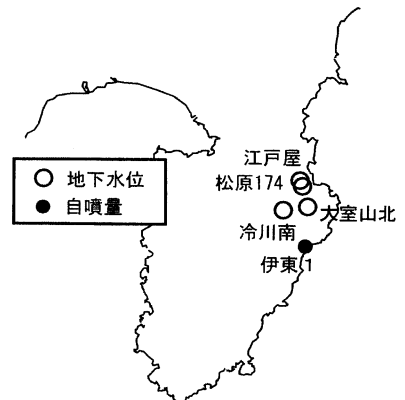 江戸屋
松原174
地下水位
自噴量
大室山北
冷川南
伊東1